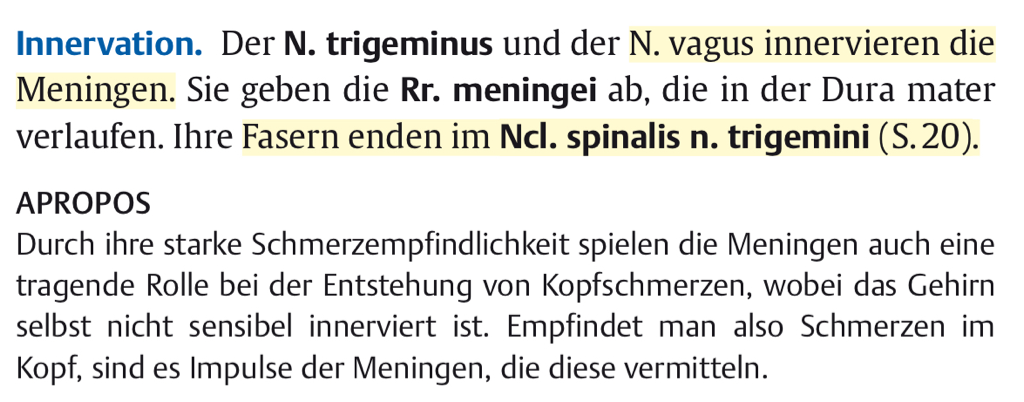 Innervation. Der N. trigeminus und der N. vagus innervieren die
Meningen. Sie geben die Rr. meningei ab, die in der Dura mater
verlaufen. Ihre Fasern enden im Ncl. spinalis n. trigemini (S. 20).
APROPOS
Durch ihre starke Schmerzempfindlichkeit spielen die Meningen auch eine
tragende Rolle bei der Entstehung von Kopfschmerzen, wobei das Gehirn
selbst nicht sensibel innerviert ist. Empfindet man also Schmerzen im
Kopf, sind es Impulse der Meningen, die diese vermitteln.